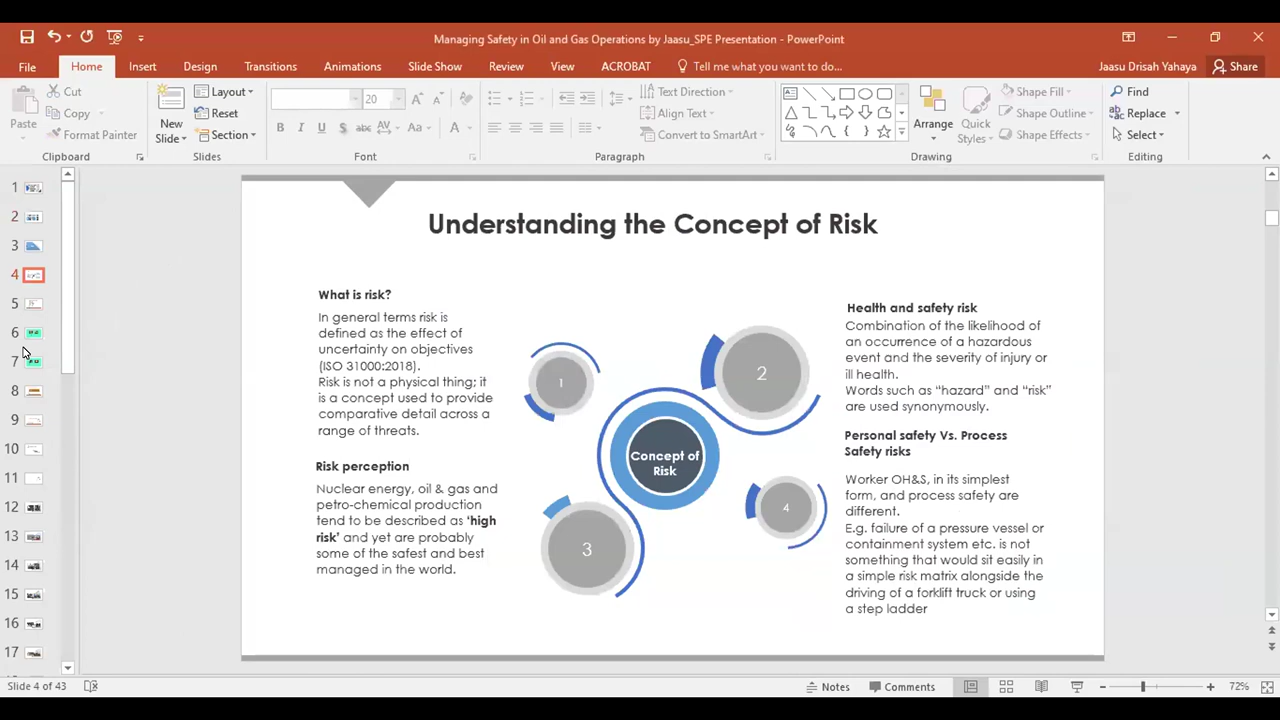 Managing Safety in Oil and Gas Operations by Jaasu_SPE Presentation - PowerPoint
File Home Insert Design Transitions Animations Slide Show Review View ACROBAT Tell me what you want to do... Jaasu Drisah Yahaya Share
Paste
Cut
Copy
Format Painter
Clipboard
New
Slide
Layout
Reset
Section
Slides
20
B I U S abc AV Aa A
Font
Text Direction
Align Text
Convert to SmartArt
Paragraph
Arrange
Quick
Styles
Shape Fill
Shape Outline
Shape Effects
Drawing
Find
Replace
Select
Editing
1
2
3
4
5
6
7
8
9
10
11
12
13
14
15
16
17
Understanding the Concept of Risk
What is risk?
In general terms risk is
defined as the effect of
uncertainty on objectives
(ISO 31000:2018).
Risk is not a physical thing; it
is a concept used to provide
comparative detail across a
range of threats.
Risk perception
Nuclear energy, oil & gas and
petro-chemical production
tend to be described as ‘high
risk’ and yet are probably
some of the safest and best
managed in the world.
1
2
Concept of
Risk
3
4
Health and safety risk
Combination of the likelihood of
an occurrence of a hazardous
event and the severity of injury or
ill health.
Words such as “hazard” and “risk”
are used synonymously.
Personal safety Vs. Process
Safety risks
Worker OH&S, in its simplest
form, and process safety are
different.
E.g. failure of a pressure vessel or
containment system etc. is not
something that would sit easily in
a simple risk matrix alongside the
driving of a forklift truck or using
a step ladder
Slide 4 of 43 Notes Comments 72%